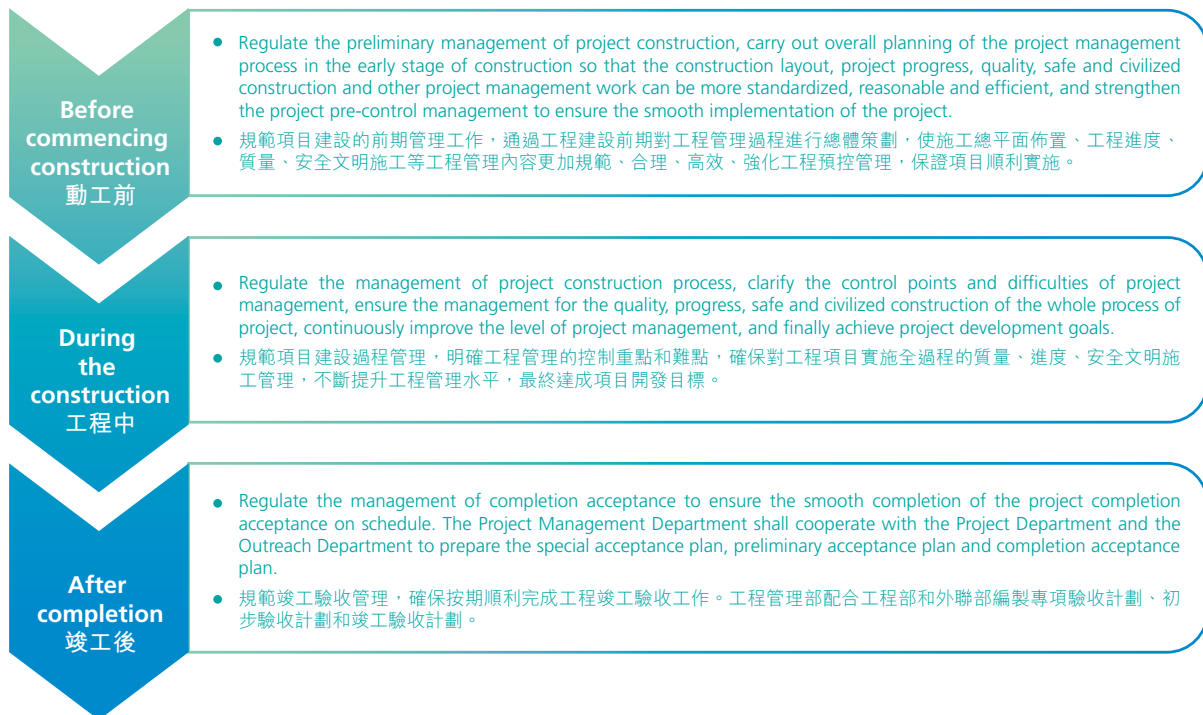 Before
commencing
construction
動工前
● Regulate the preliminary management of project construction, carry out overall planning of the project management
process in the early stage of construction so that the construction layout, project progress, quality, safe and civilized
construction and other project management work can be more standardized, reasonable and efficient, and strengthen
the project pre-control management to ensure the smooth implementation of the project.
● 規範項目建設的前期管理工作，通過工程建設前期對工程管理過程進行總體策劃，使施工總平面佈置、工程進度、
質量、安全文明施工等工程管理內容更加規範、合理、高效、強化工程預控管理，保證項目順利實施。
During
the
construction
工程中
● Regulate the management of project construction process, clarify the control points and difficulties of project
management, ensure the management for the quality, progress, safe and civilized construction of the whole process of
project, continuously improve the level of project management, and finally achieve project development goals.
● 規範項目建設過程管理，明確工程管理的控制重點和難點，確保對工程項目實施全過程的質量、進度、安全文明施
工管理，不斷提升工程管理水平，最終達成項目開發目標。
After
completion
竣工後
● Regulate the management of completion acceptance to ensure the smooth completion of the project completion
acceptance on schedule. The Project Management Department shall cooperate with the Project Department and the
Outreach Department to prepare the special acceptance plan, preliminary acceptance plan and completion acceptance
plan.
● 規範竣工驗收管理，確保按期順利完成工程竣工驗收工作。工程管理部配合工程部和外聯部編製專項驗收計劃、初
步驗收計劃和竣工驗收計劃。